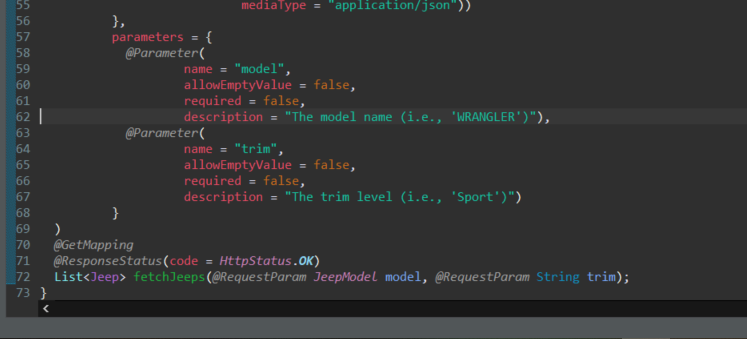 55 mediaType = "application/json"))
56 },
57 parameters = {
58 @Parameter(
59 name = "model",
60 allowEmptyValue = false,
61 required = false,
62 description = "The model name (i.e., 'WRANGLER')"),
63 @Parameter(
64 name = "trim",
65 allowEmptyValue = false,
66 required = false,
67 description = "The trim level (i.e., 'Sport')")
68 }
69 )
70 @GetMapping
71 @ResponseStatus(code = HttpStatus.OK)
72 List<Jeep> fetchJeeps(@RequestParam JeepModel model, @RequestParam String trim);
73 }